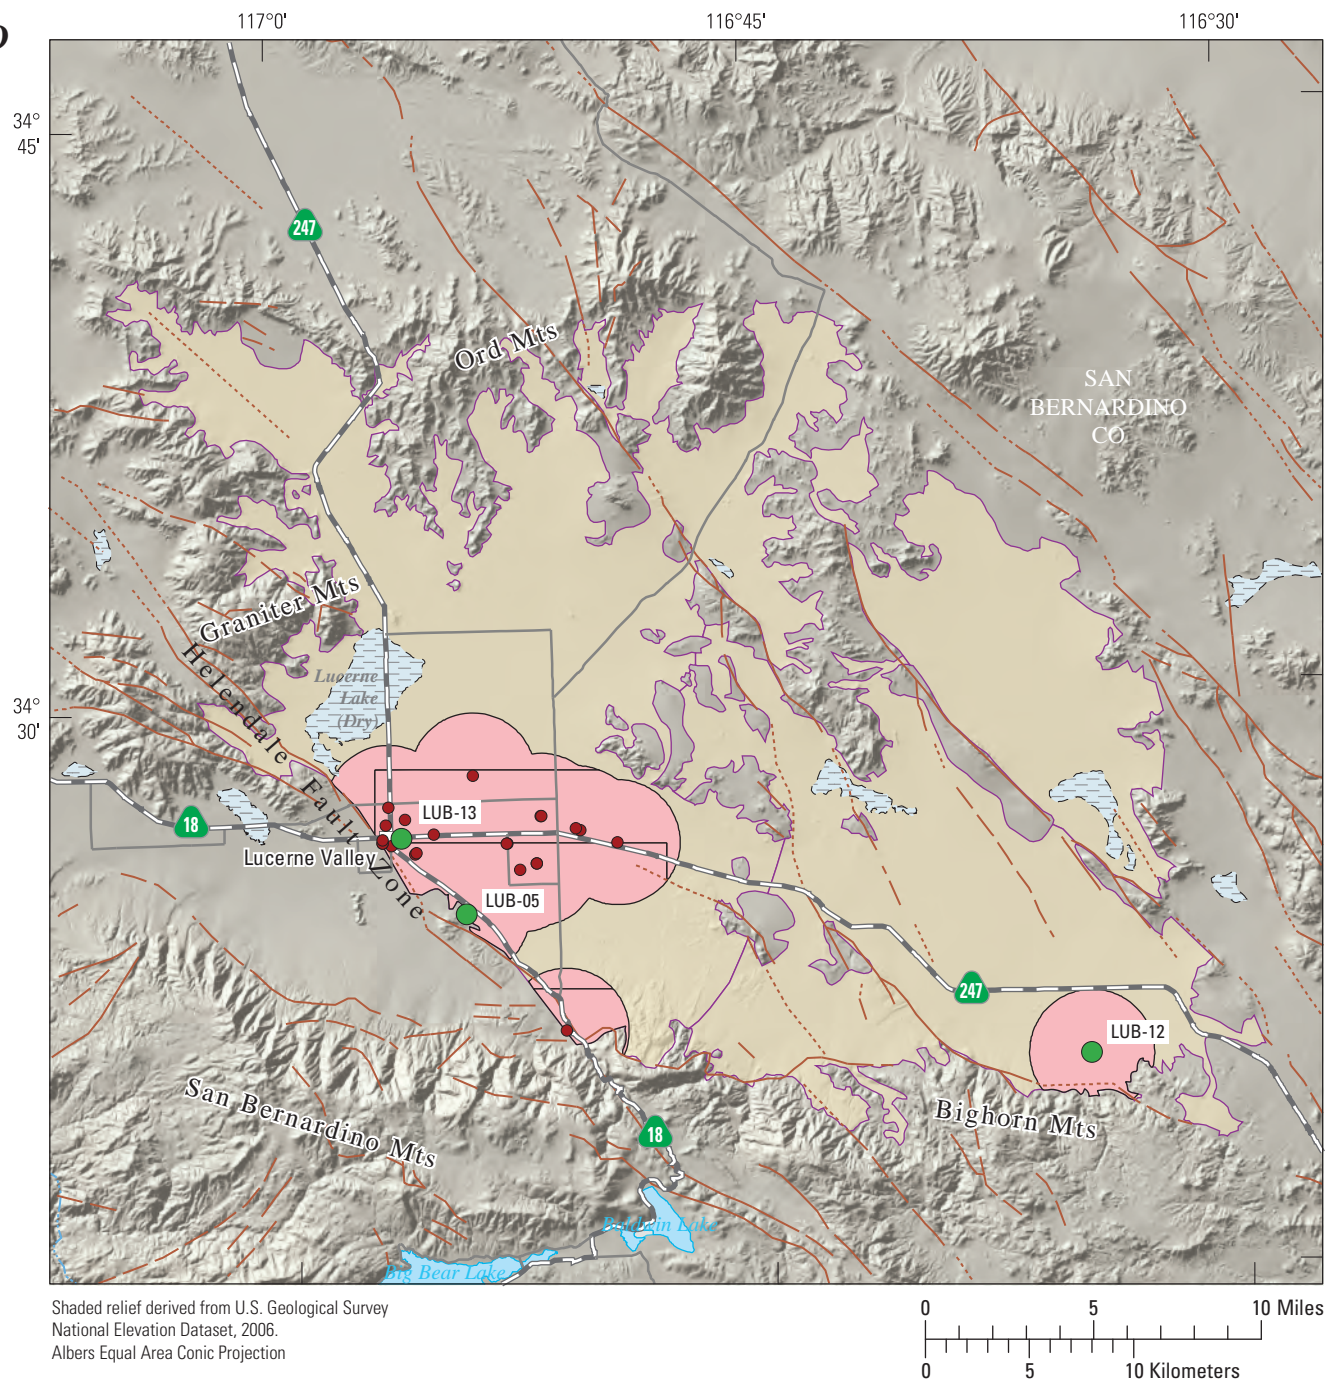 117°0'
116°45'
116°30'
34°
45'
247
Ord Mts
SAN
BERNARDINO
CO
Graniter Mts
Helendale Fault Zone
Lucerne
Lake
(Dry)
34°
30'
LUB-13
18
Lucerne Valley
LUB-05
247
LUB-12
San Bernardino Mts
Bighorn Mts
18
Baldwin Lake
Big Bear Lake
Shaded relief derived from U.S. Geological Survey
National Elevation Dataset, 2006.
Albers Equal Area Conic Projection
0 5 10 Miles
0 5 10 Kilometers